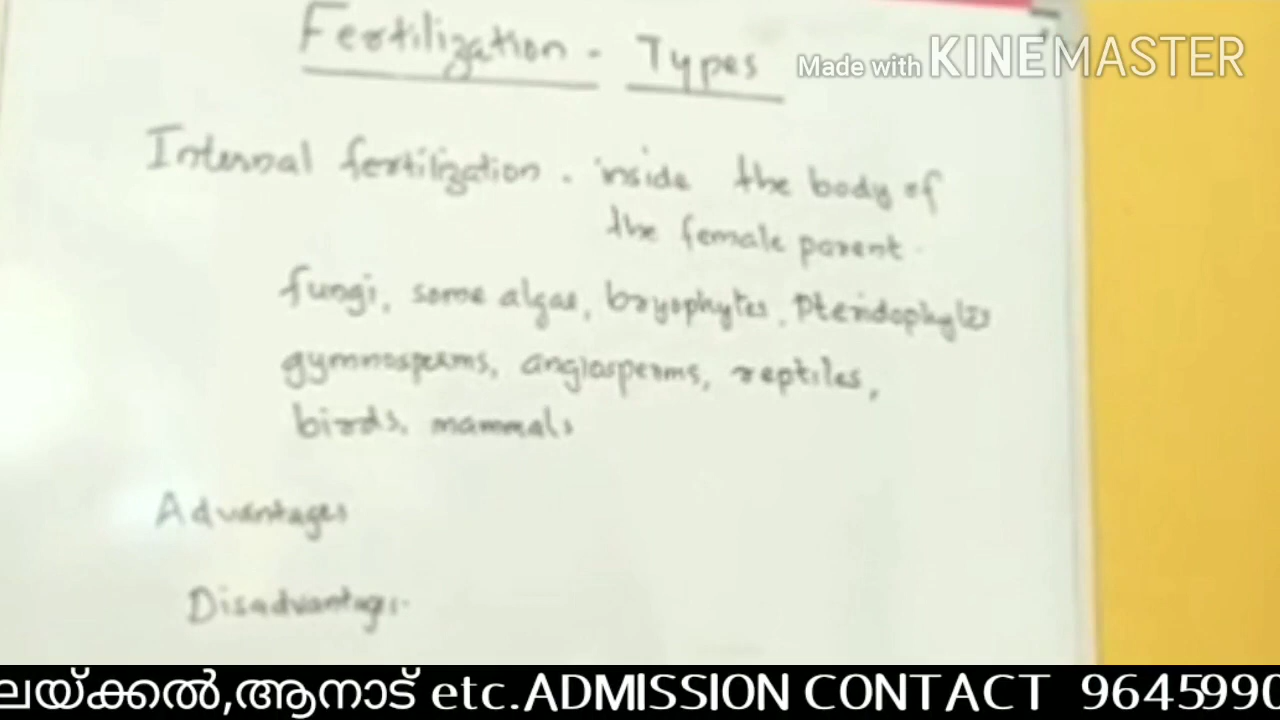 Fertilization - Types
Made with KINEMASTER
Internal fertilization - inside the body of
the female parent.
fungi, some algae, bryophytes, Pteridophytes
gymnosperms, angiosperms, reptiles,
birds, mammals
Advantages
Disadvantages.
ലയ്ക്കൽ,ആനാട് etc.ADMISSION CONTACT 9645990